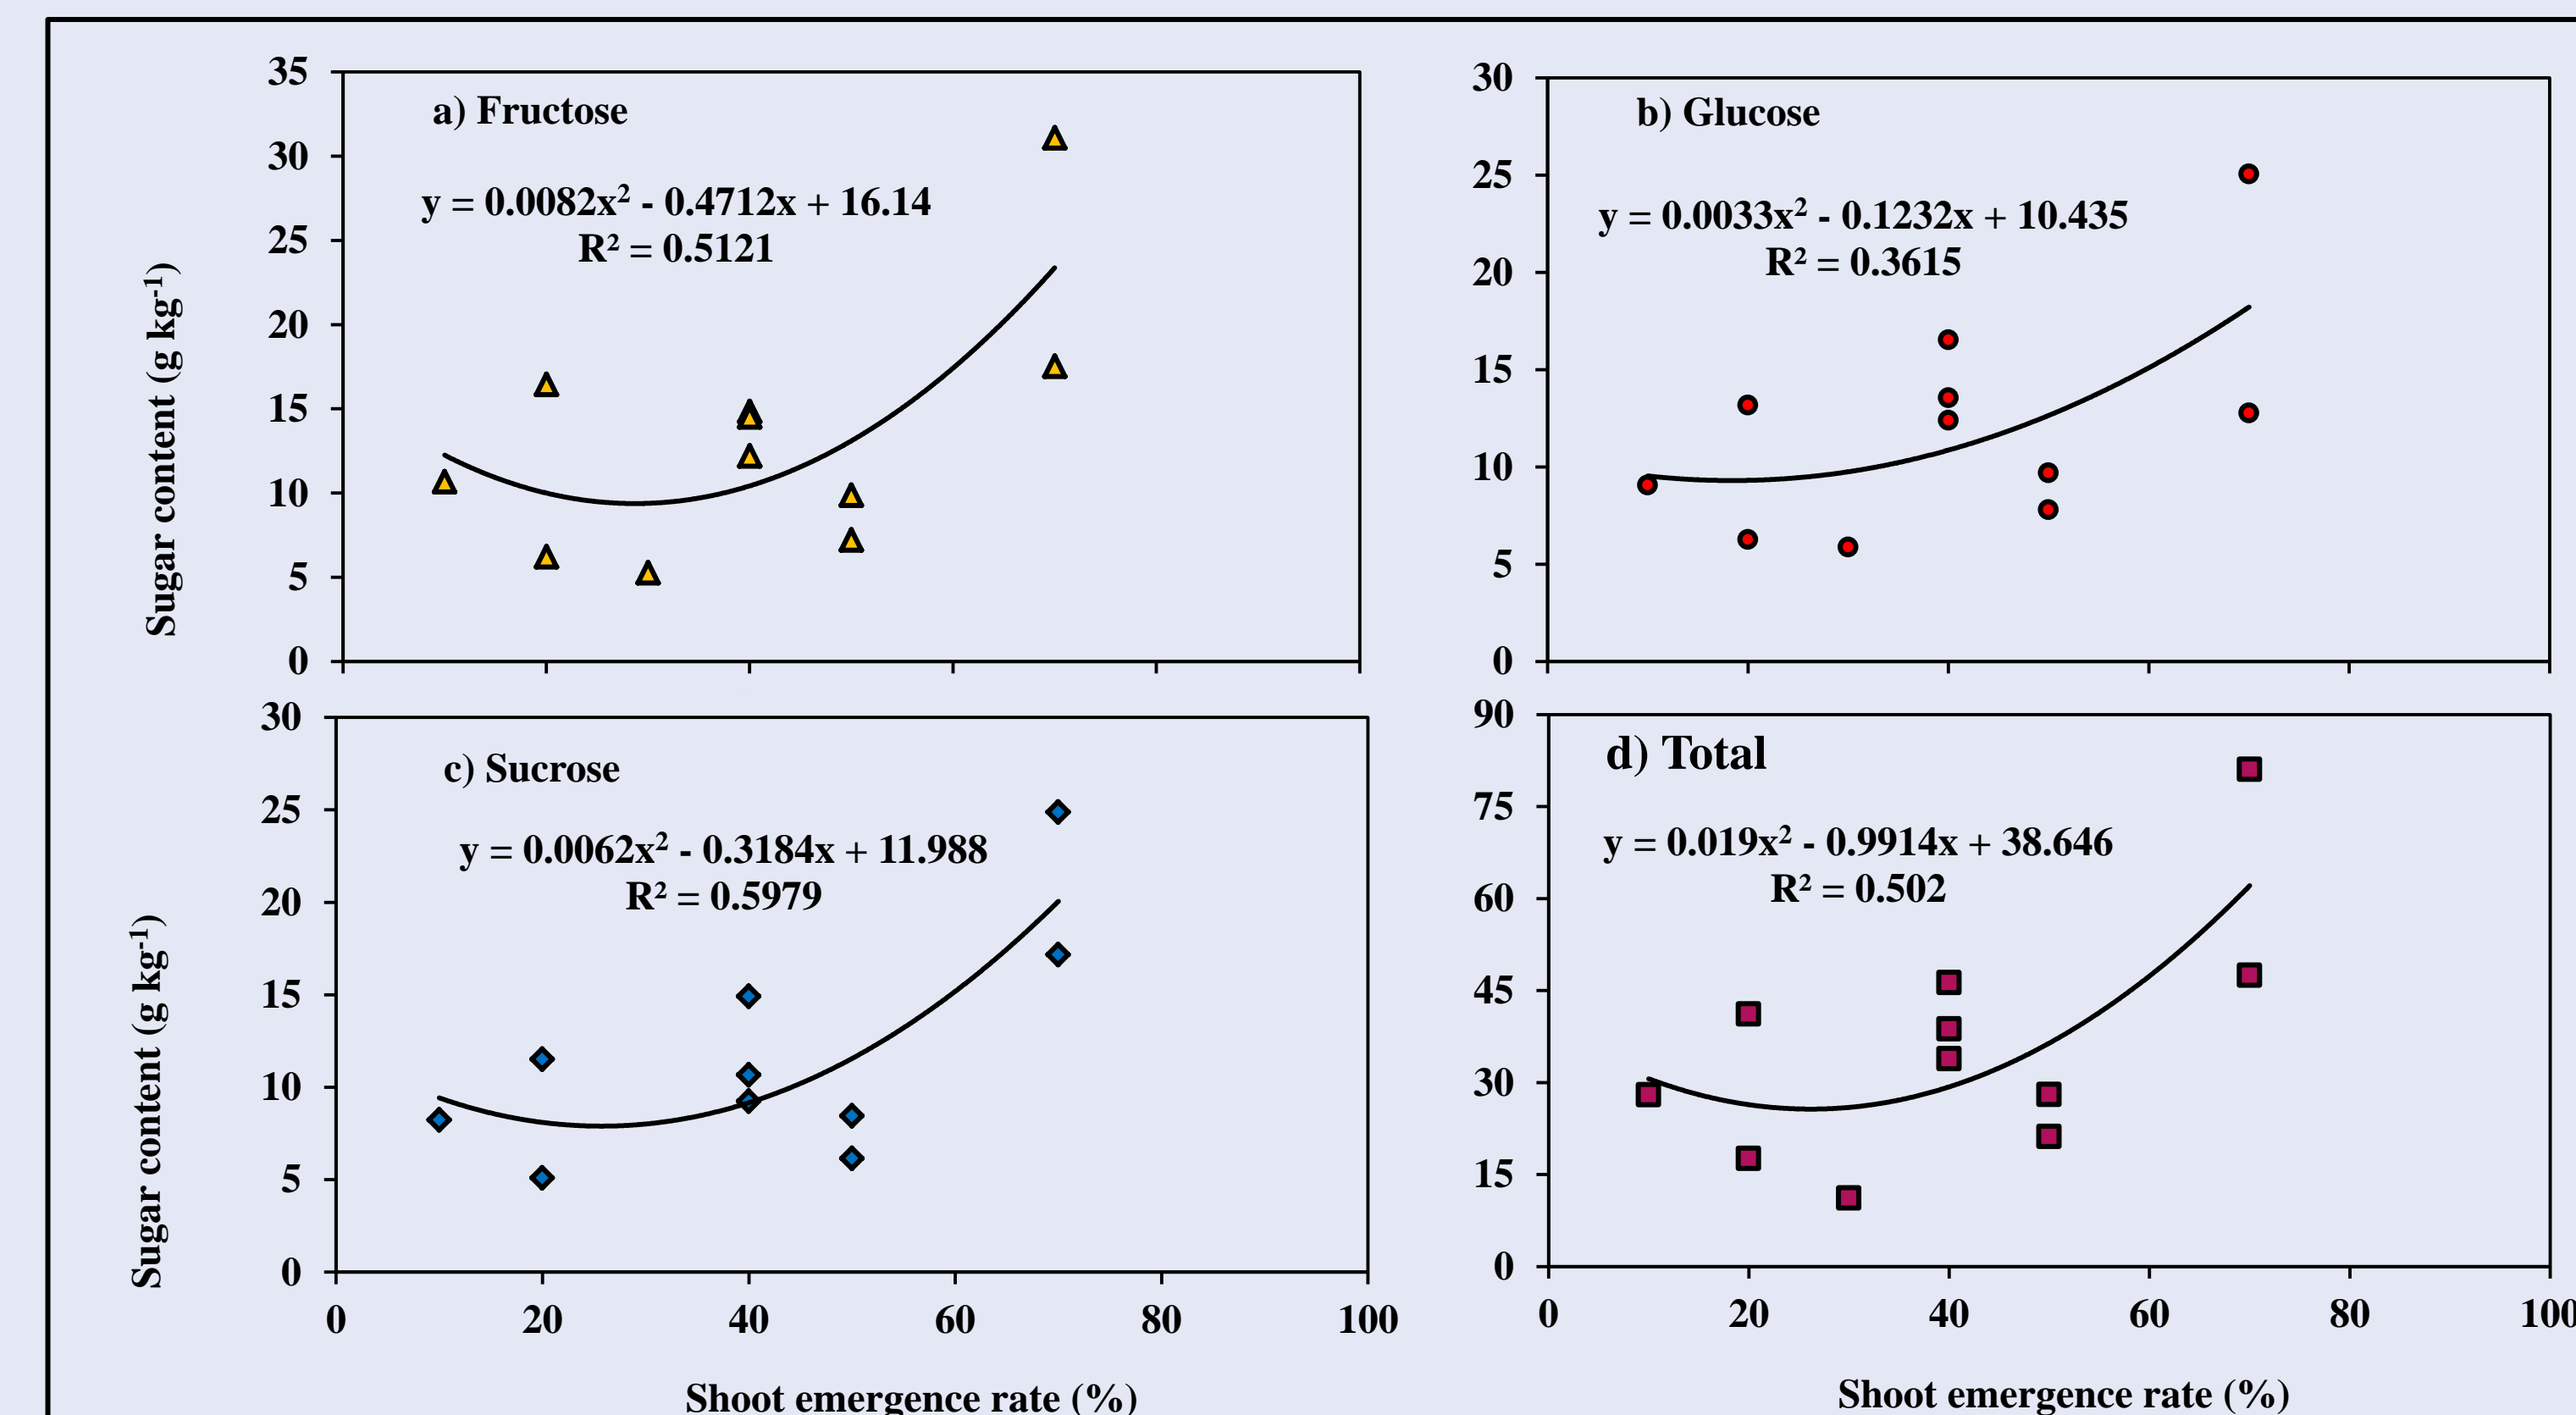 a) Fructose
y = 0.0082x² - 0.4712x + 16.14
R² = 0.5121
35
30
25
20
15
10
5
0
Sugar content (g kg⁻¹)
b) Glucose
y = 0.0033x² - 0.1232x + 10.435
R² = 0.3615
30
25
20
15
10
5
0
c) Sucrose
y = 0.0062x² - 0.3184x + 11.988
R² = 0.5979
30
25
20
15
10
5
0
Sugar content (g kg⁻¹)
0 20 40 60 80 100
Shoot emergence rate (%)
d) Total
y = 0.019x² - 0.9914x + 38.646
R² = 0.502
90
75
60
45
30
15
0
0 20 40 60 80 100
Shoot emergence rate (%)